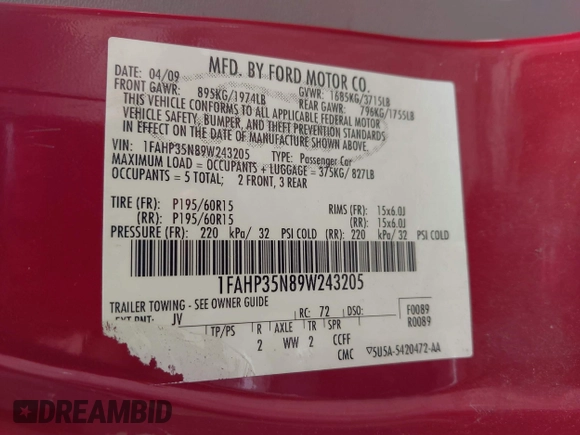 MFD. BY FORD MOTOR CO.
DATE: 04/09 GVWR: 1685KG/3715LB
FRONT GAWR: 895KG/1974LB REAR GAWR: 796KG/1755LB
THIS VEHICLE CONFORMS TO ALL APPLICABLE FEDERAL MOTOR
VEHICLE SAFETY, BUMPER, AND THEFT PREVENTION STANDARDS
IN EFFECT ON THE DATE OF MANUFACTURE SHOWN ABOVE.
VIN: 1FAHP35N89W243205 TYPE: Passenger Car
MAXIMUM LOAD = OCCUPANTS + LUGGAGE = 375KG/ 827LB
OCCUPANTS = 5 TOTAL; 2 FRONT, 3 REAR
TIRE (FR): P195/60R15 RIMS (FR): 15x6.0J
(RR): P195/60R15 (RR): 15x6.0J
PRESSURE (FR): 220 kPa/ 32 PSI COLD (RR): 220 kPa/ 32 PSI COLD
1FAHP35N89W243205
TRAILER TOWING - SEE OWNER GUIDE
EXT PNT: JV RC: 72 DSO: F0089
R0089
TP/PS R AXLE TR SPR
2 WW 2 CCFF
CMC 5U5A-5420472-AA
DREAMBID